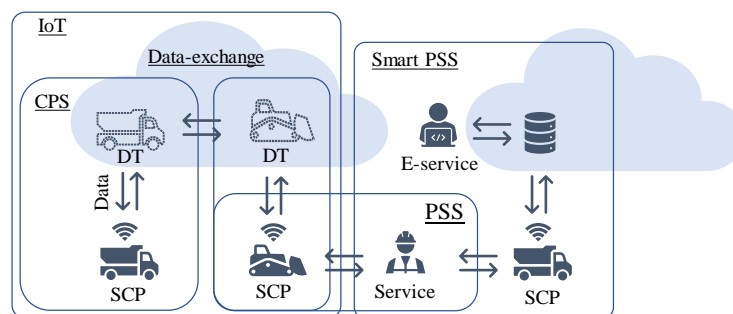 IoT
Data-exchange
Smart PSS
CPS
DT
DT
E-service
Data
PSS
SCP
SCP
Service
SCP